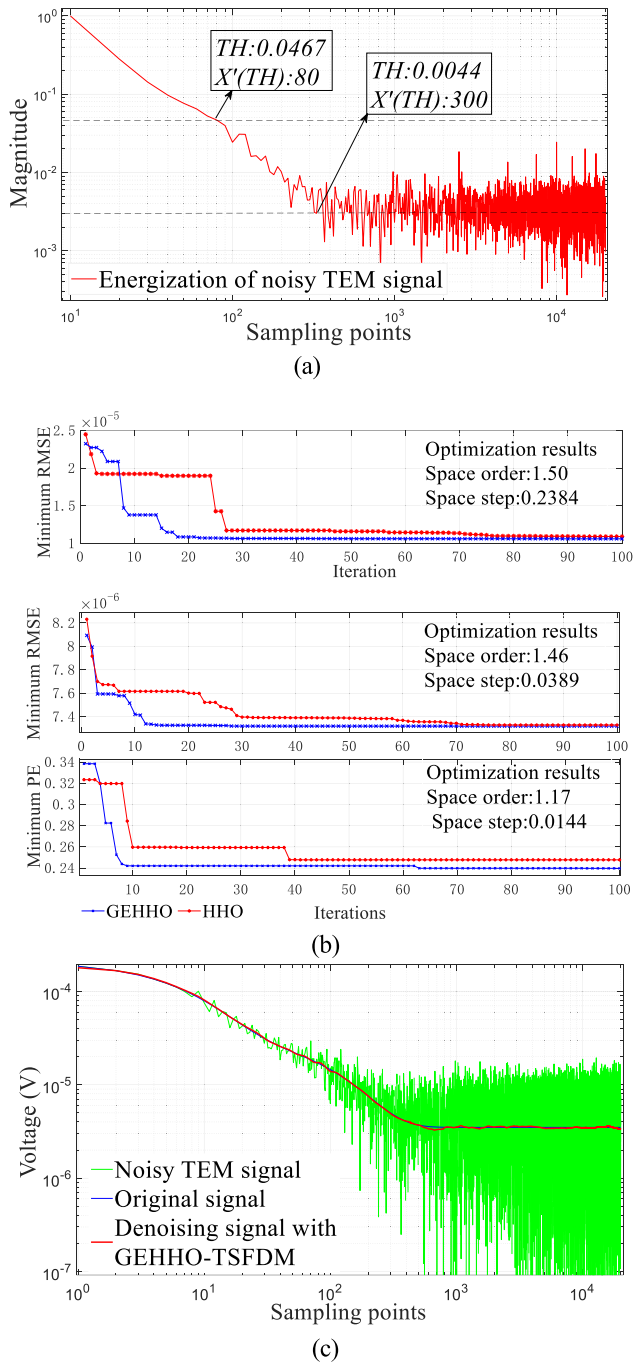 10^0
10^-1
10^-2
10^-3
Magnitude
TH:0.0467
X'(TH):80
TH:0.0044
X'(TH):300
Energization of noisy TEM signal
10^1 10^2 10^3 10^4
Sampling points
(a)
×10^-5
2.5
2
1.5
1
Minimum RMSE
Optimization results
Space order:1.50
Space step:0.2384
0 10 20 30 40 50 60 70 80 90 100
Iteration
×10^-6
8.2
8
7.6
7.4
Minimum RMSE
Optimization results
Space order:1.46
Space step:0.0389
0 10 20 30 40 50 60 70 80 90 100
0.34
0.32
0.28
0.26
0.24
Minimum PE
Optimization results
Space order:1.17
Space step:0.0144
0 10 20 30 40 50 60 70 80 90 100
GEHHO HHO
Iterations
(b)
10^-4
10^-5
10^-6
10^-7
Voltage (V)
Noisy TEM signal
Original signal
Denoising signal with
GEHHO-TSFDM
10^0 10^1 10^2 10^3 10^4
Sampling points
(c)